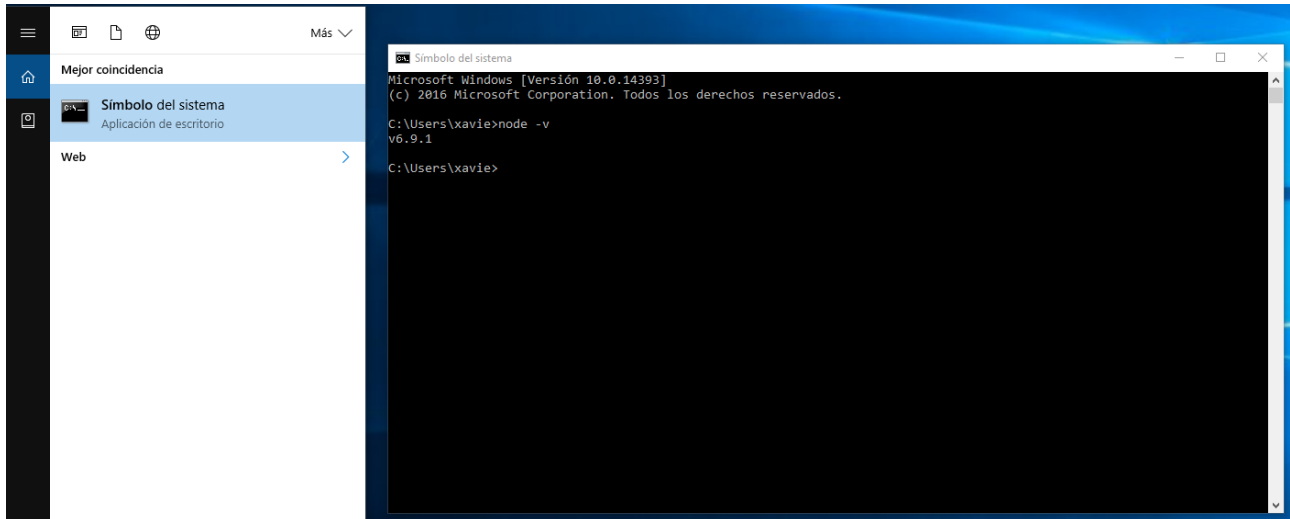 Más
Mejor coincidencia
Símbolo del sistema
Aplicación de escritorio
Web
Símbolo del sistema
Microsoft Windows [Versión 10.0.14393]
(c) 2016 Microsoft Corporation. Todos los derechos reservados.
C:\Users\xavie>node -v
v6.9.1
C:\Users\xavie>